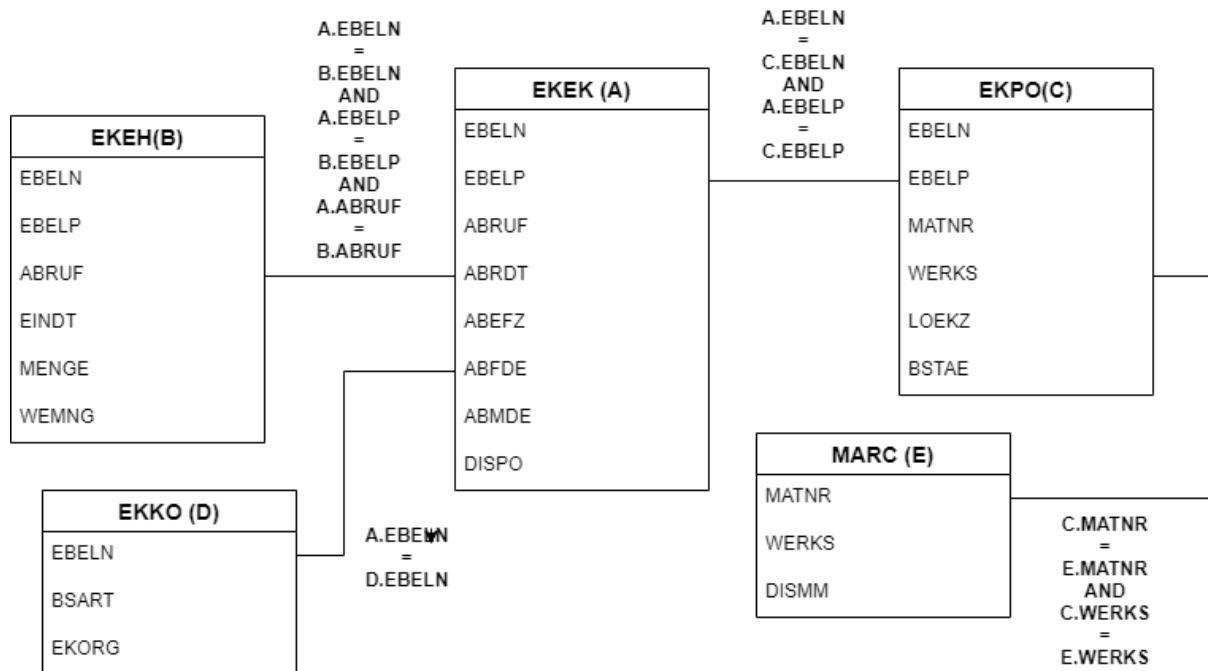 A.EBELN
=
B.EBELN
AND
A.EBELP
=
B.EBELP
AND
A.ABRUF
=
B.ABRUF
A.EBELN
=
C.EBELN
AND
A.EBELP
=
C.EBELP
EKEH(B)
EBELN
EBELP
ABRUF
EINDT
MENGE
WEMNG
EKEK (A)
EBELN
EBELP
ABRUF
ABRDT
ABEFZ
ABFDE
ABMDE
DISPO
EKPO(C)
EBELN
EBELP
MATNR
WERKS
LOEKZ
BSTAE
EKKO (D)
EBELN
BSART
EKORG
A.EBELN
=
D.EBELN
MARC (E)
MATNR
WERKS
DISMM
C.MATNR
=
E.MATNR
AND
C.WERKS
=
E.WERKS